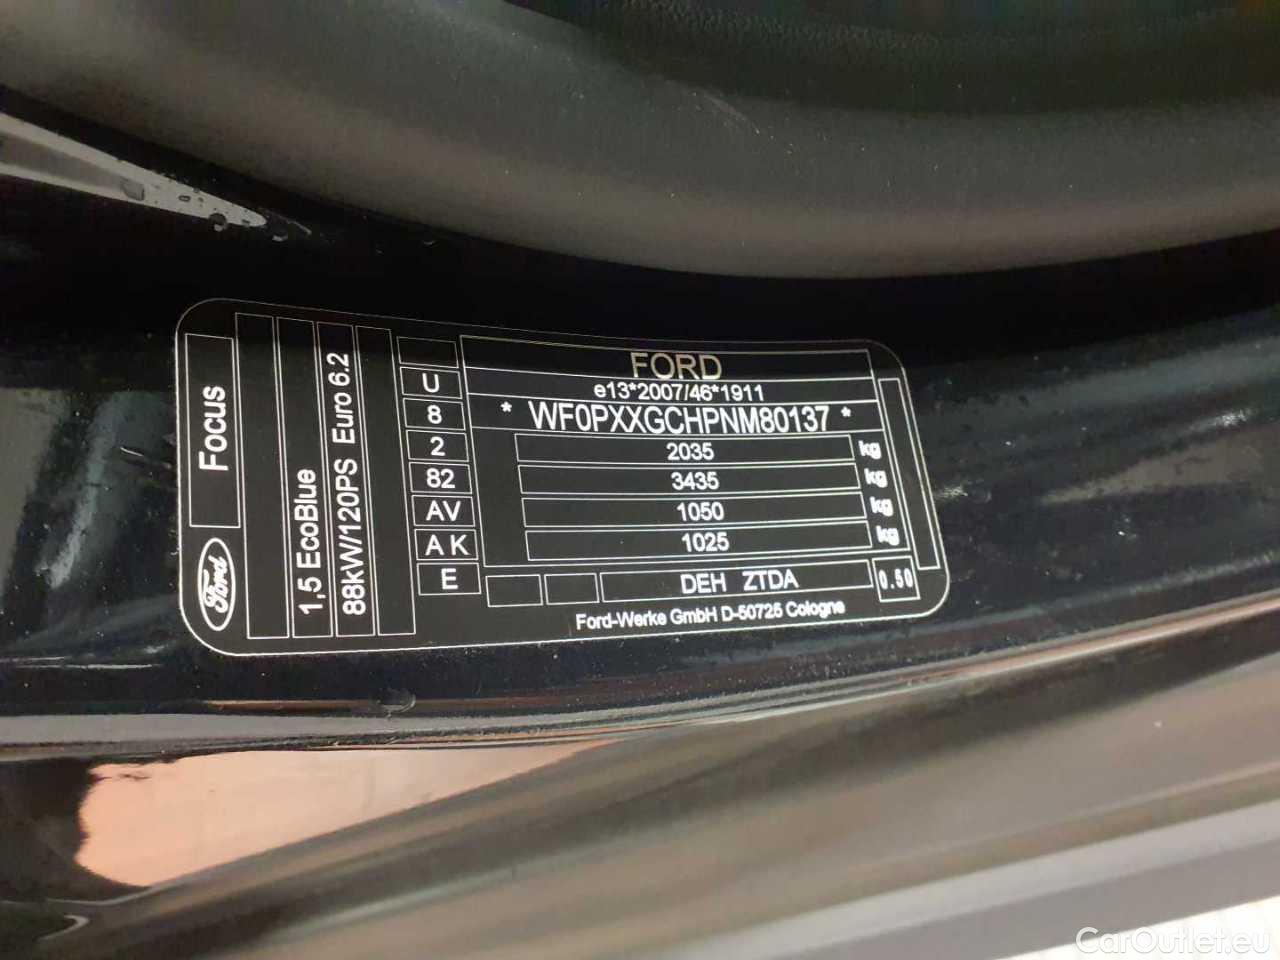 Focus
Ford
1,5 EcoBlue
88kW/120PS Euro 6.2
U
8
2
82
AV
A K
E
FORD
e13*2007/46*1911
* WF0PXXGCHPNM80137 *
2035 kg
3435 kg
1050 kg
1025 kg
DEH ZTDA
0.50
Ford-Werke GmbH D-50725 Cologne
CarOutlet.eu